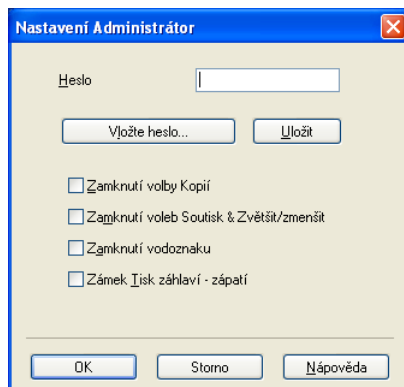 Nastavení Administrátor
Heslo
Vložte heslo...
Uložit
Zamknutí volby Kopií
Zamknutí voleb Soutisk & Zvětšit/zmenšit
Zamknutí vodoznaku
Zámek Tisk záhlaví - zápatí
OK
Storno
Nápověda